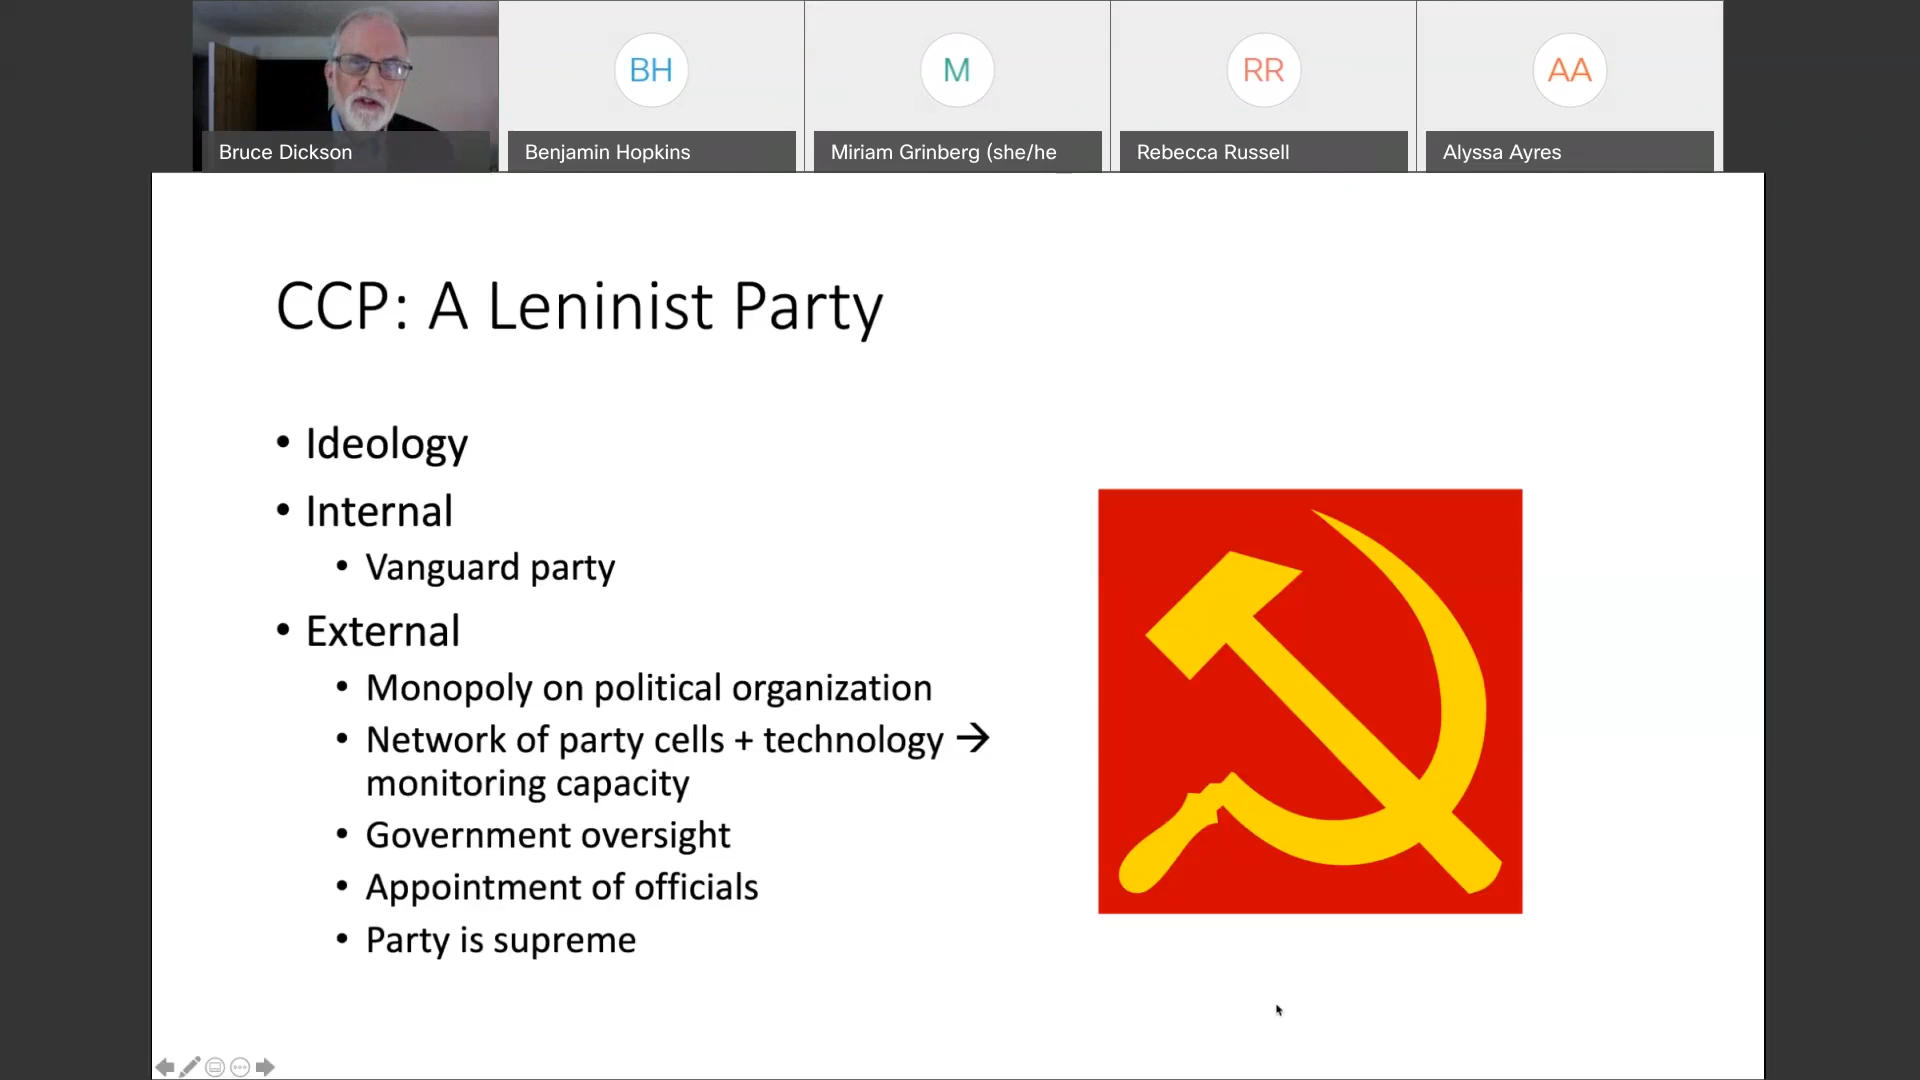 BH
M
RR
AA
Bruce Dickson
Benjamin Hopkins
Miriam Grinberg (she/he
Rebecca Russell
Alyssa Ayres
CCP: A Leninist Party
• Ideology
• Internal
• Vanguard party
• External
• Monopoly on political organization
• Network of party cells + technology →
monitoring capacity
• Government oversight
• Appointment of officials
• Party is supreme